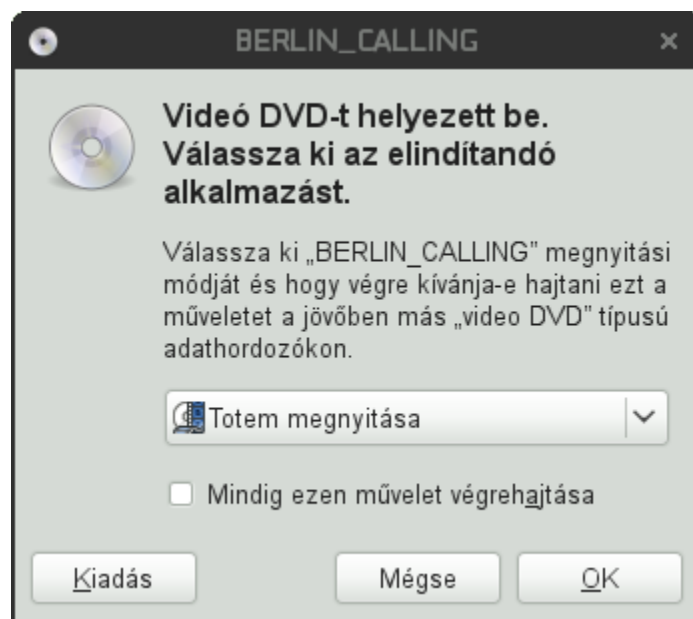 BERLIN_CALLING
Videó DVD-t helyezett be.
Válassza ki az elindítandó
alkalmazást.
Válassza ki „BERLIN_CALLING” megnyitási
módját és hogy végre kívánja-e hajtani ezt a
műveletet a jövőben más „video DVD” típusú
adathordozókon.
Totem megnyitása
Mindig ezen művelet végrehajtása
Kiadás
Mégse
OK